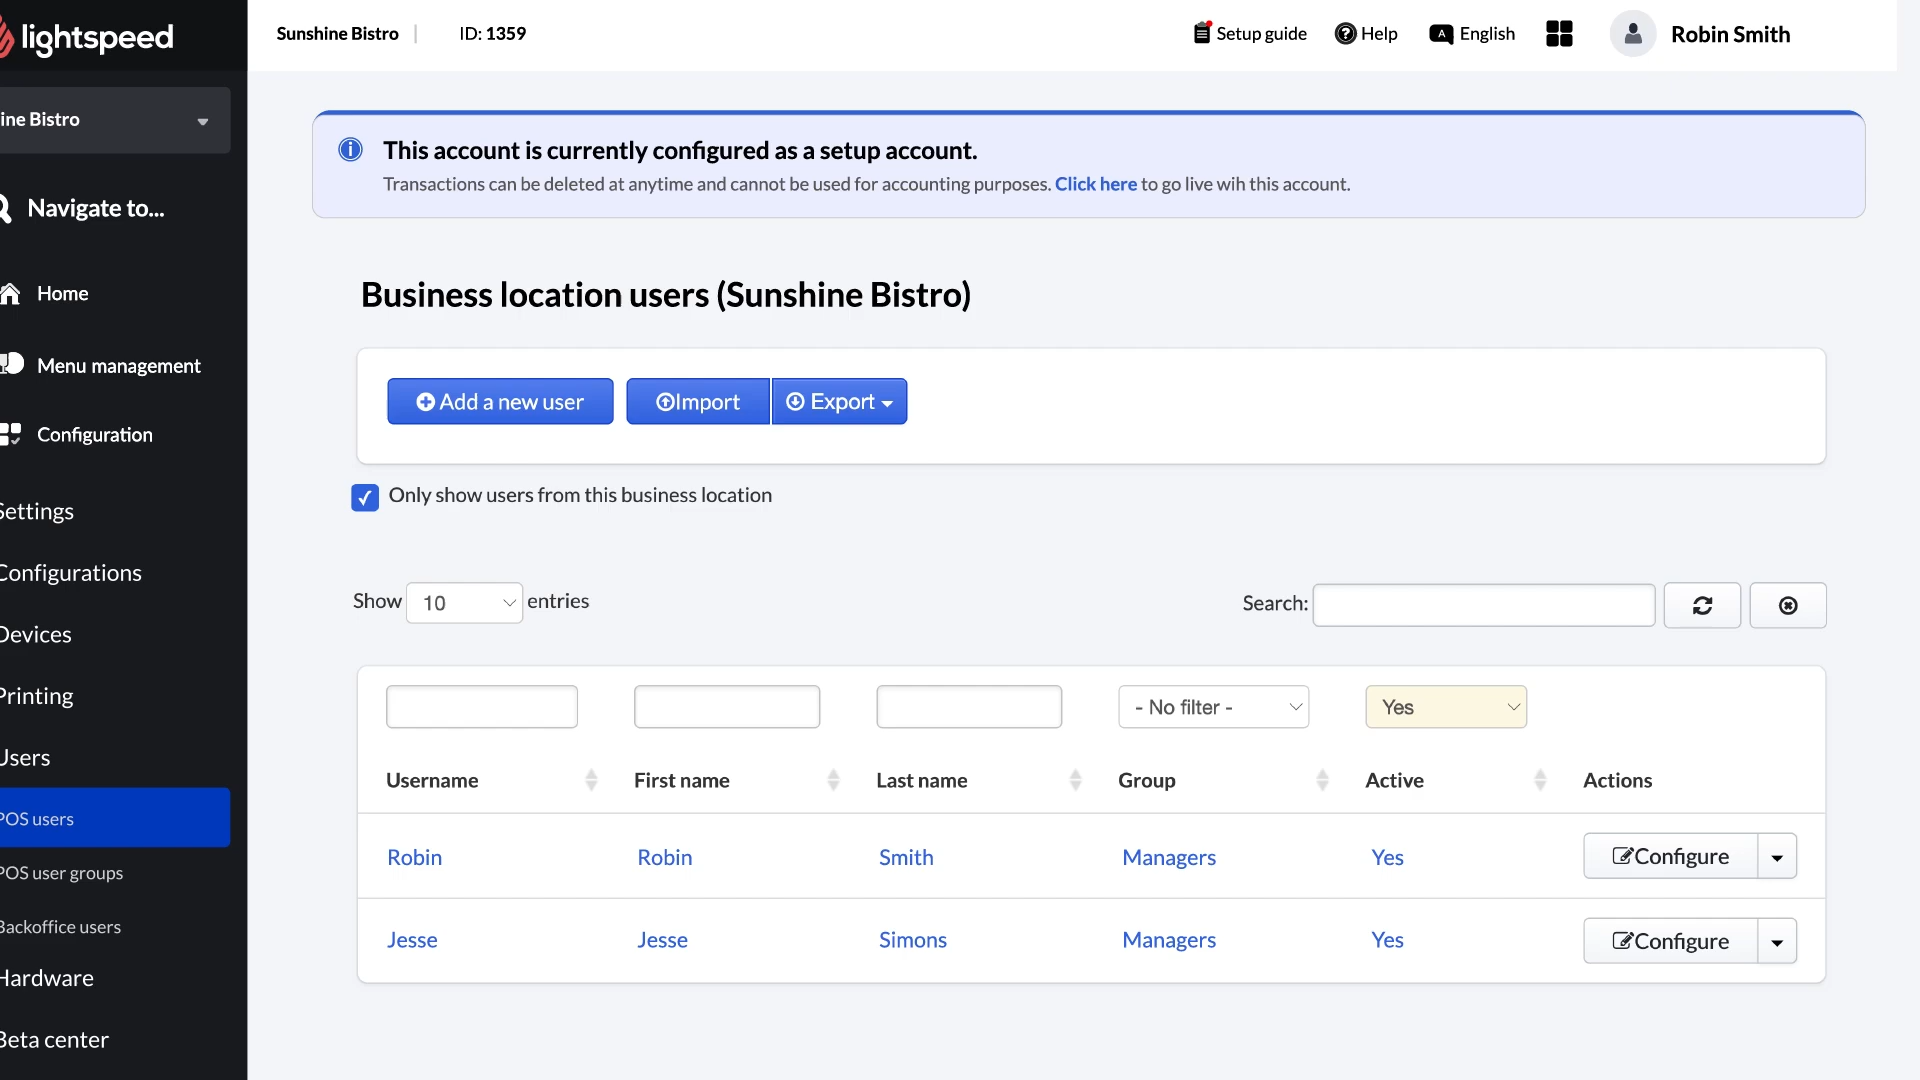 lightspeed
Sunshine Bistro
ID: 1359
Setup guide
Help
English
Robin Smith
ine Bistro
Navigate to...
Home
Menu management
Configuration
Settings
Configurations
Devices
Printing
Users
POS users
POS user groups
Backoffice users
Hardware
Beta center
This account is currently configured as a setup account.
Transactions can be deleted at anytime and cannot be used for accounting purposes. Click here to go live wih this account.
Business location users (Sunshine Bistro)
Add a new user
Import
Export
Only show users from this business location
Show 10 entries
Search:
- No filter -
Yes
Username First name Last name Group Active Actions
Robin Robin Smith Managers Yes Configure
Jesse Jesse Simons Managers Yes Configure